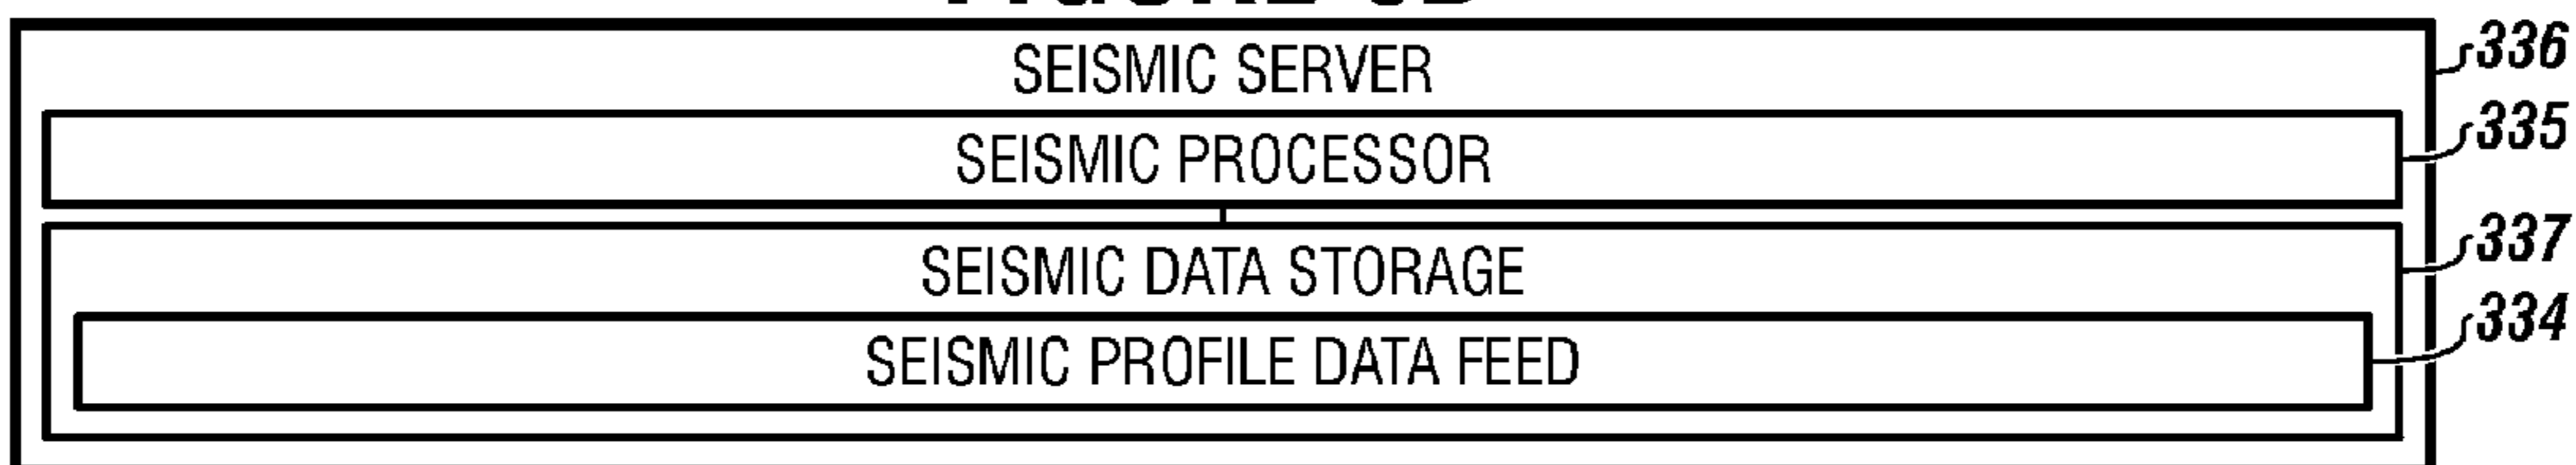 SEISMIC SERVER
336
SEISMIC PROCESSOR
335
SEISMIC DATA STORAGE
337
SEISMIC PROFILE DATA FEED
334